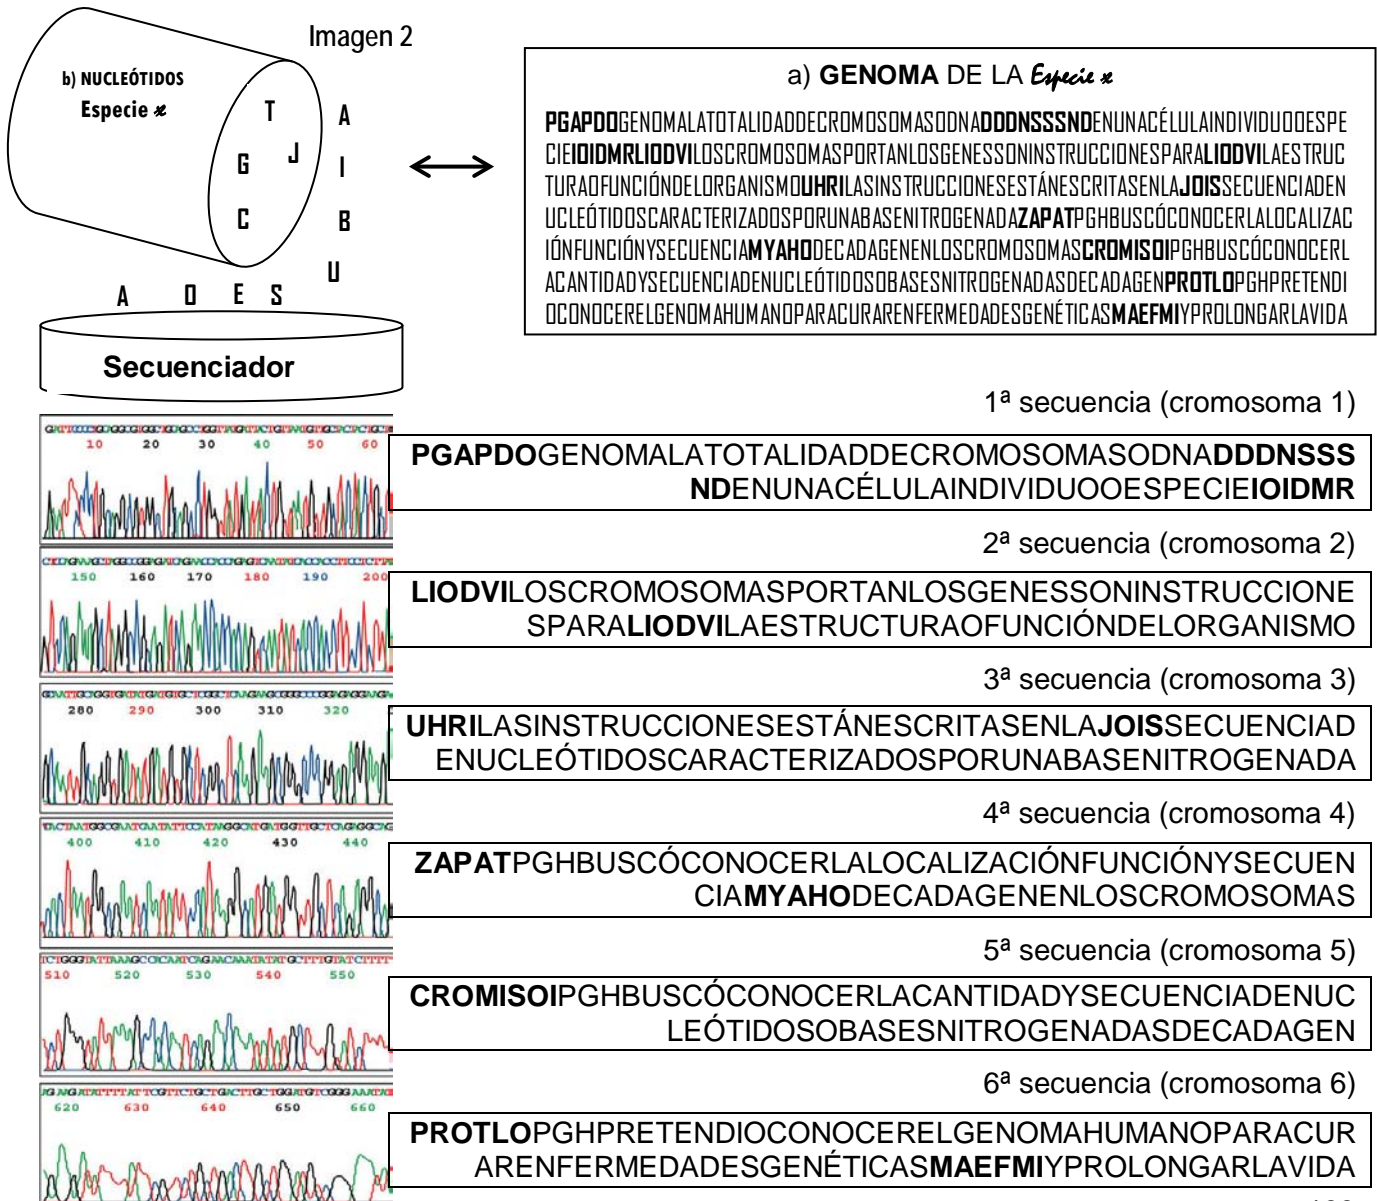 Imagen 2
b) NUCLEÓTIDOS
Especie x
T
A
G
J
I
C
B
U
A O E S
Secuenciador
a) GENOMA DE LA Especie x
PGAPDOGENOMALATOTALIDADDECROMOSOMASODNADDDNSSSNDENUNACÉLULAINDIVIDUOOESPE
CIEIOIDMRLIODVILOSCROMOSOMASPORTANLOSGENESSONINSTRUCCIONESPARALIODVILAESTRUC
TURAOFUNCIÓNDELORGANISMOUHRILASINSTRUCCIONESESTÁNESCRITASENLAJOISSECUENCIADEN
UCLEÓTIDOSCARACTERIZADOSPORUNABASENITROGENADAZAPATPGHBUSCÓCONOCERLALOCALIZAC
IÓNFUNCIÓNYSECUENCIAMYAHODECADAGENENLOSCROMOSOMASCROMISOIPGHBUSCÓCONOCERL
ACANTIDADYSECUENCIADENUCLEÓTIDOSOBASESNITROGENADASDECADAGENPROTLOPGHPRETENDI
OCONOCERELGENOMAHUMANOPARACURARENFERMEDADESGENÉTICASMAEFMIYPROLONGARLAVIDA
1ª secuencia (cromosoma 1)
10 20 30 40 50 60
PGAPDOGENOMALATOTALIDADDECROMOSOMASODNADDDNSSS
NDENUNACÉLULAINDIVIDUOOESPECIEIOIDMR
2ª secuencia (cromosoma 2)
150 160 170 180 190 200
LIODVILOSCROMOSOMASPORTANLOSGENESSONINSTRUCCIONE
SPARALIODVILAESTRUCTURAOFUNCIÓNDELORGANISMO
3ª secuencia (cromosoma 3)
280 290 300 310 320
UHRILASINSTRUCCIONESESTÁNESCRITASENLAJOISSECUENCIAD
ENUCLEÓTIDOSCARACTERIZADOSPORUNABASENITROGENADA
4ª secuencia (cromosoma 4)
400 410 420 430 440
ZAPATPGHBUSCÓCONOCERLALOCALIZACIÓNFUNCIÓNYSECUEN
CIAMYAHODECADAGENENLOSCROMOSOMAS
5ª secuencia (cromosoma 5)
510 520 530 540 550
CROMISOIPGHBUSCÓCONOCERLACANTIDADYSECUENCIADENUC
LEÓTIDOSOBASESNITROGENADASDECADAGEN
6ª secuencia (cromosoma 6)
620 630 640 650 660
PROTLOPGHPRETENDIOCONOCERELGENOMAHUMANOPARACUR
ARENFERMEDADESGENÉTICASMAEFMIYPROLONGARLAVIDA